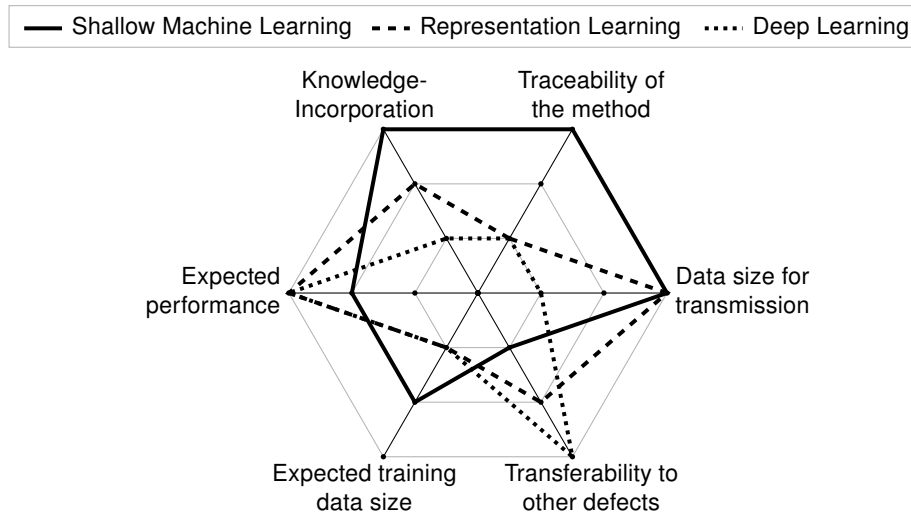 Shallow Machine Learning Representation Learning Deep Learning
Knowledge-
Incorporation
Traceability of
the method
Expected
performance
Data size for
transmission
Expected training
data size
Transferability to
other defects